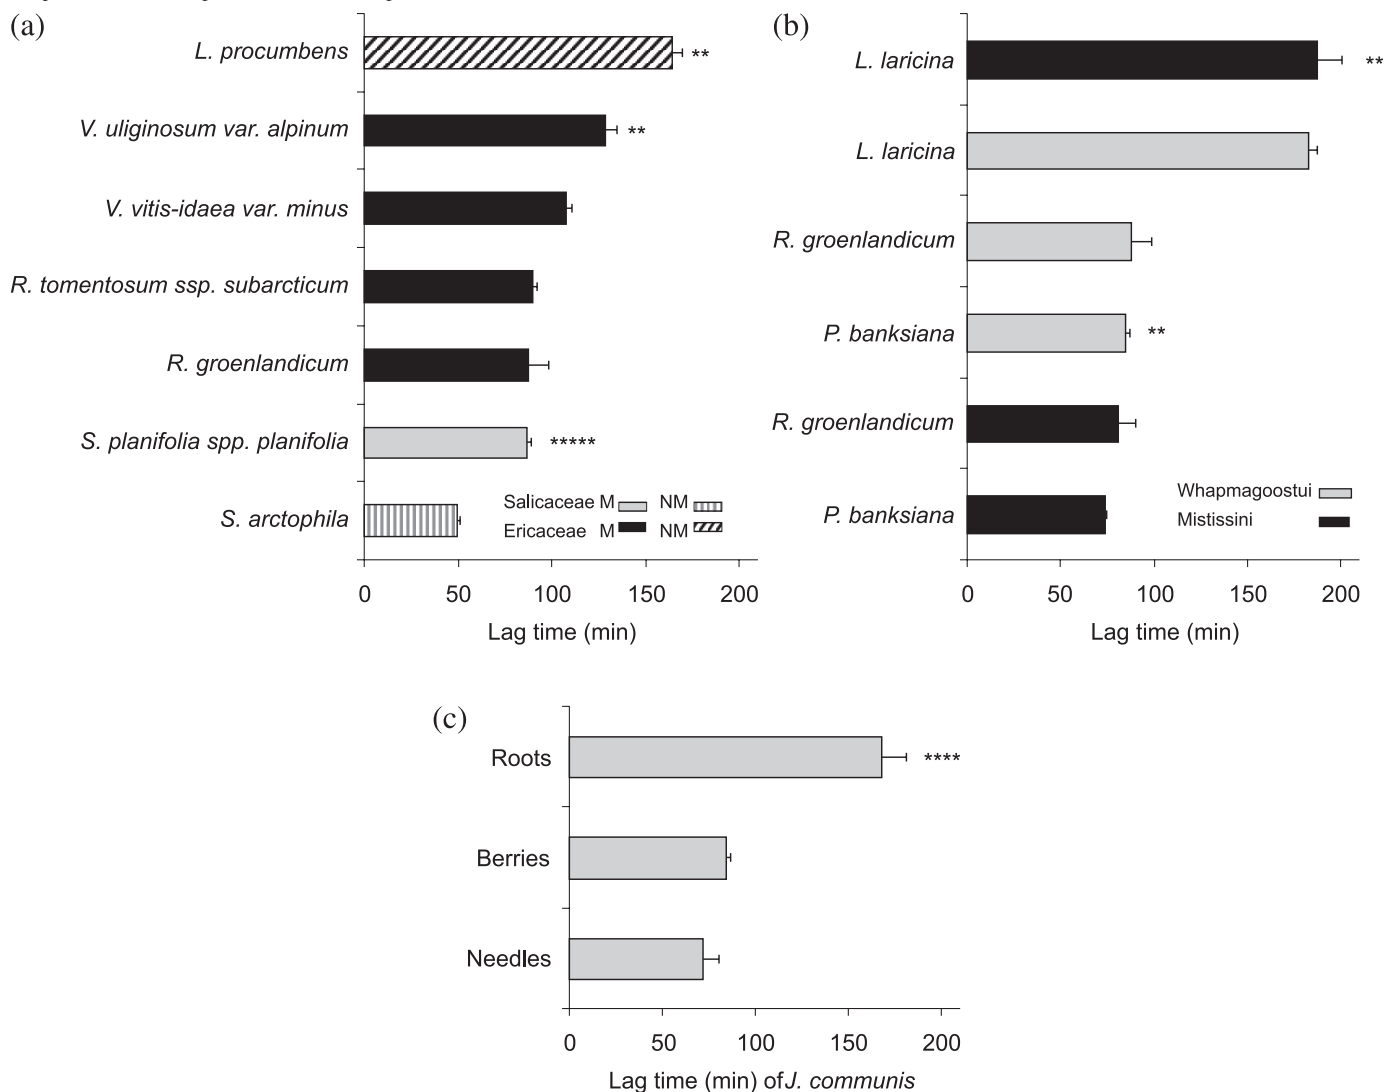 (a)
L. procumbens
**
V. uliginosum var. alpinum
**
V. vitis-idaea var. minus
R. tomentosum ssp. subarcticum
R. groenlandicum
S. planifolia spp. planifolia
*****
S. arctophila
Salicaceae M NM
Ericaceae M NM
0 50 100 150 200
Lag time (min)
(b)
L. laricina
**
L. laricina
R. groenlandicum
P. banksiana
**
R. groenlandicum
P. banksiana
Whapmagoostui
Mistissini
0 50 100 150 200
Lag time (min)
(c)
Roots
****
Berries
Needles
0 50 100 150 200
Lag time (min) of J. communis